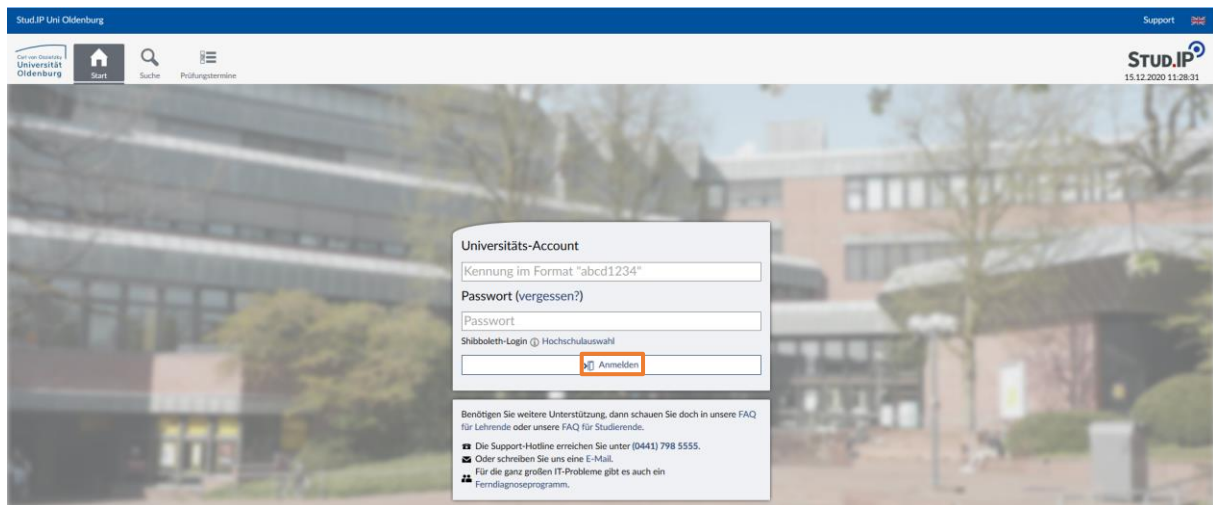 Stud.IP Uni Oldenburg
Support
Carl von Ossietzky
Universität
Oldenburg
Start
Suche
Prüfungstermine
STUD.IP
15.12.2020 11:28:31
Universitäts-Account
Kennung im Format "abcd1234"
Passwort (vergessen?)
Passwort
Shibboleth-Login Hochschulauswahl
Anmelden
Benötigen Sie weitere Unterstützung, dann schauen Sie doch in unsere FAQ
für Lehrende oder unsere FAQ für Studierende.
Die Support-Hotline erreichen Sie unter (0441) 798 5555.
Oder schreiben Sie uns eine E-Mail.
Für die ganz großen IT-Probleme gibt es auch ein
Ferndiagnoseprogramm.